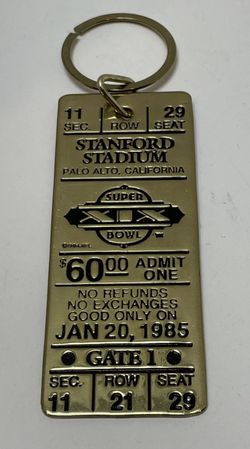 11 29
SEC. ROW SEAT
STANFORD
STADIUM
PALO ALTO, CALIFORNIA
SUPER
XIX
BOWL
$60.00 ADMIT
ONE
NO REFUNDS
NO EXCHANGES
GOOD ONLY ON
JAN 20, 1985
GATE 1
SEC. ROW SEAT
11 21 29